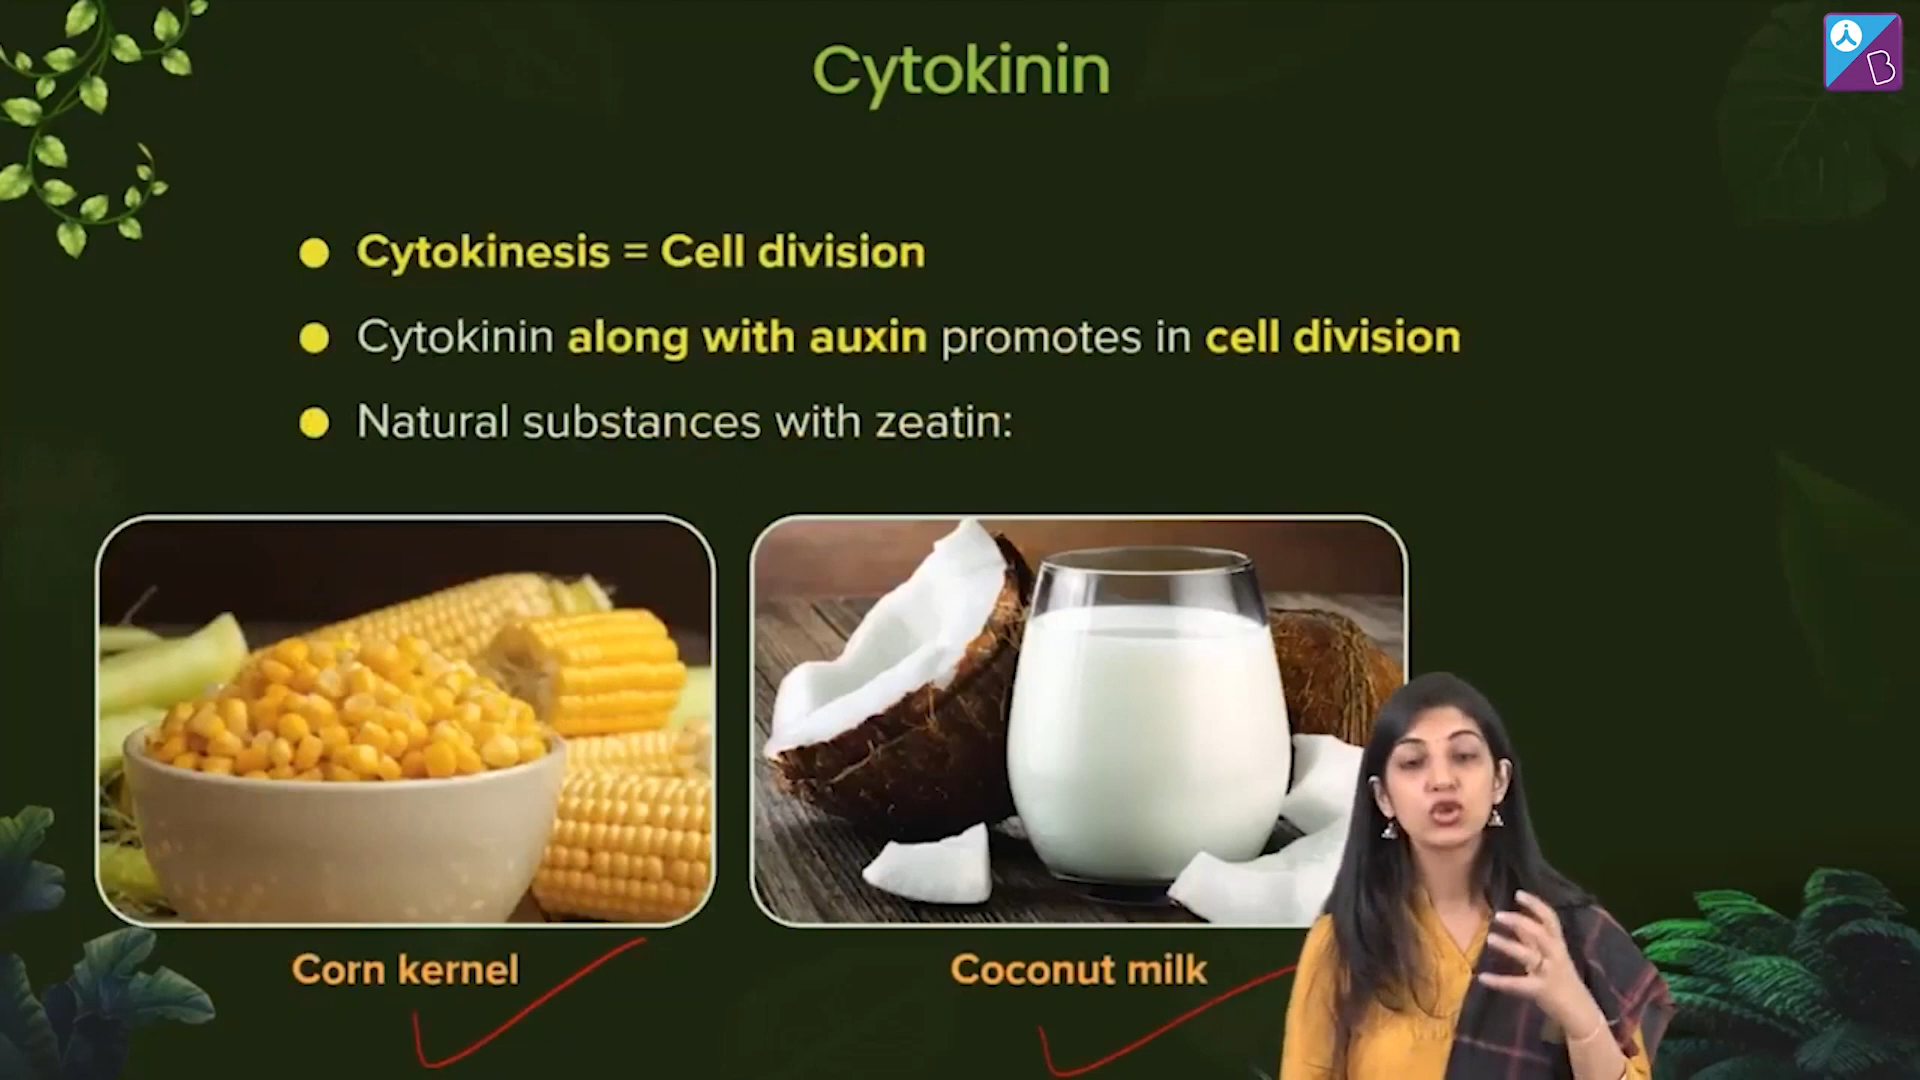 Cytokinin
Cytokinesis = Cell division
Cytokinin along with auxin promotes in cell division
Natural substances with zeatin:
Corn kernel
Coconut milk